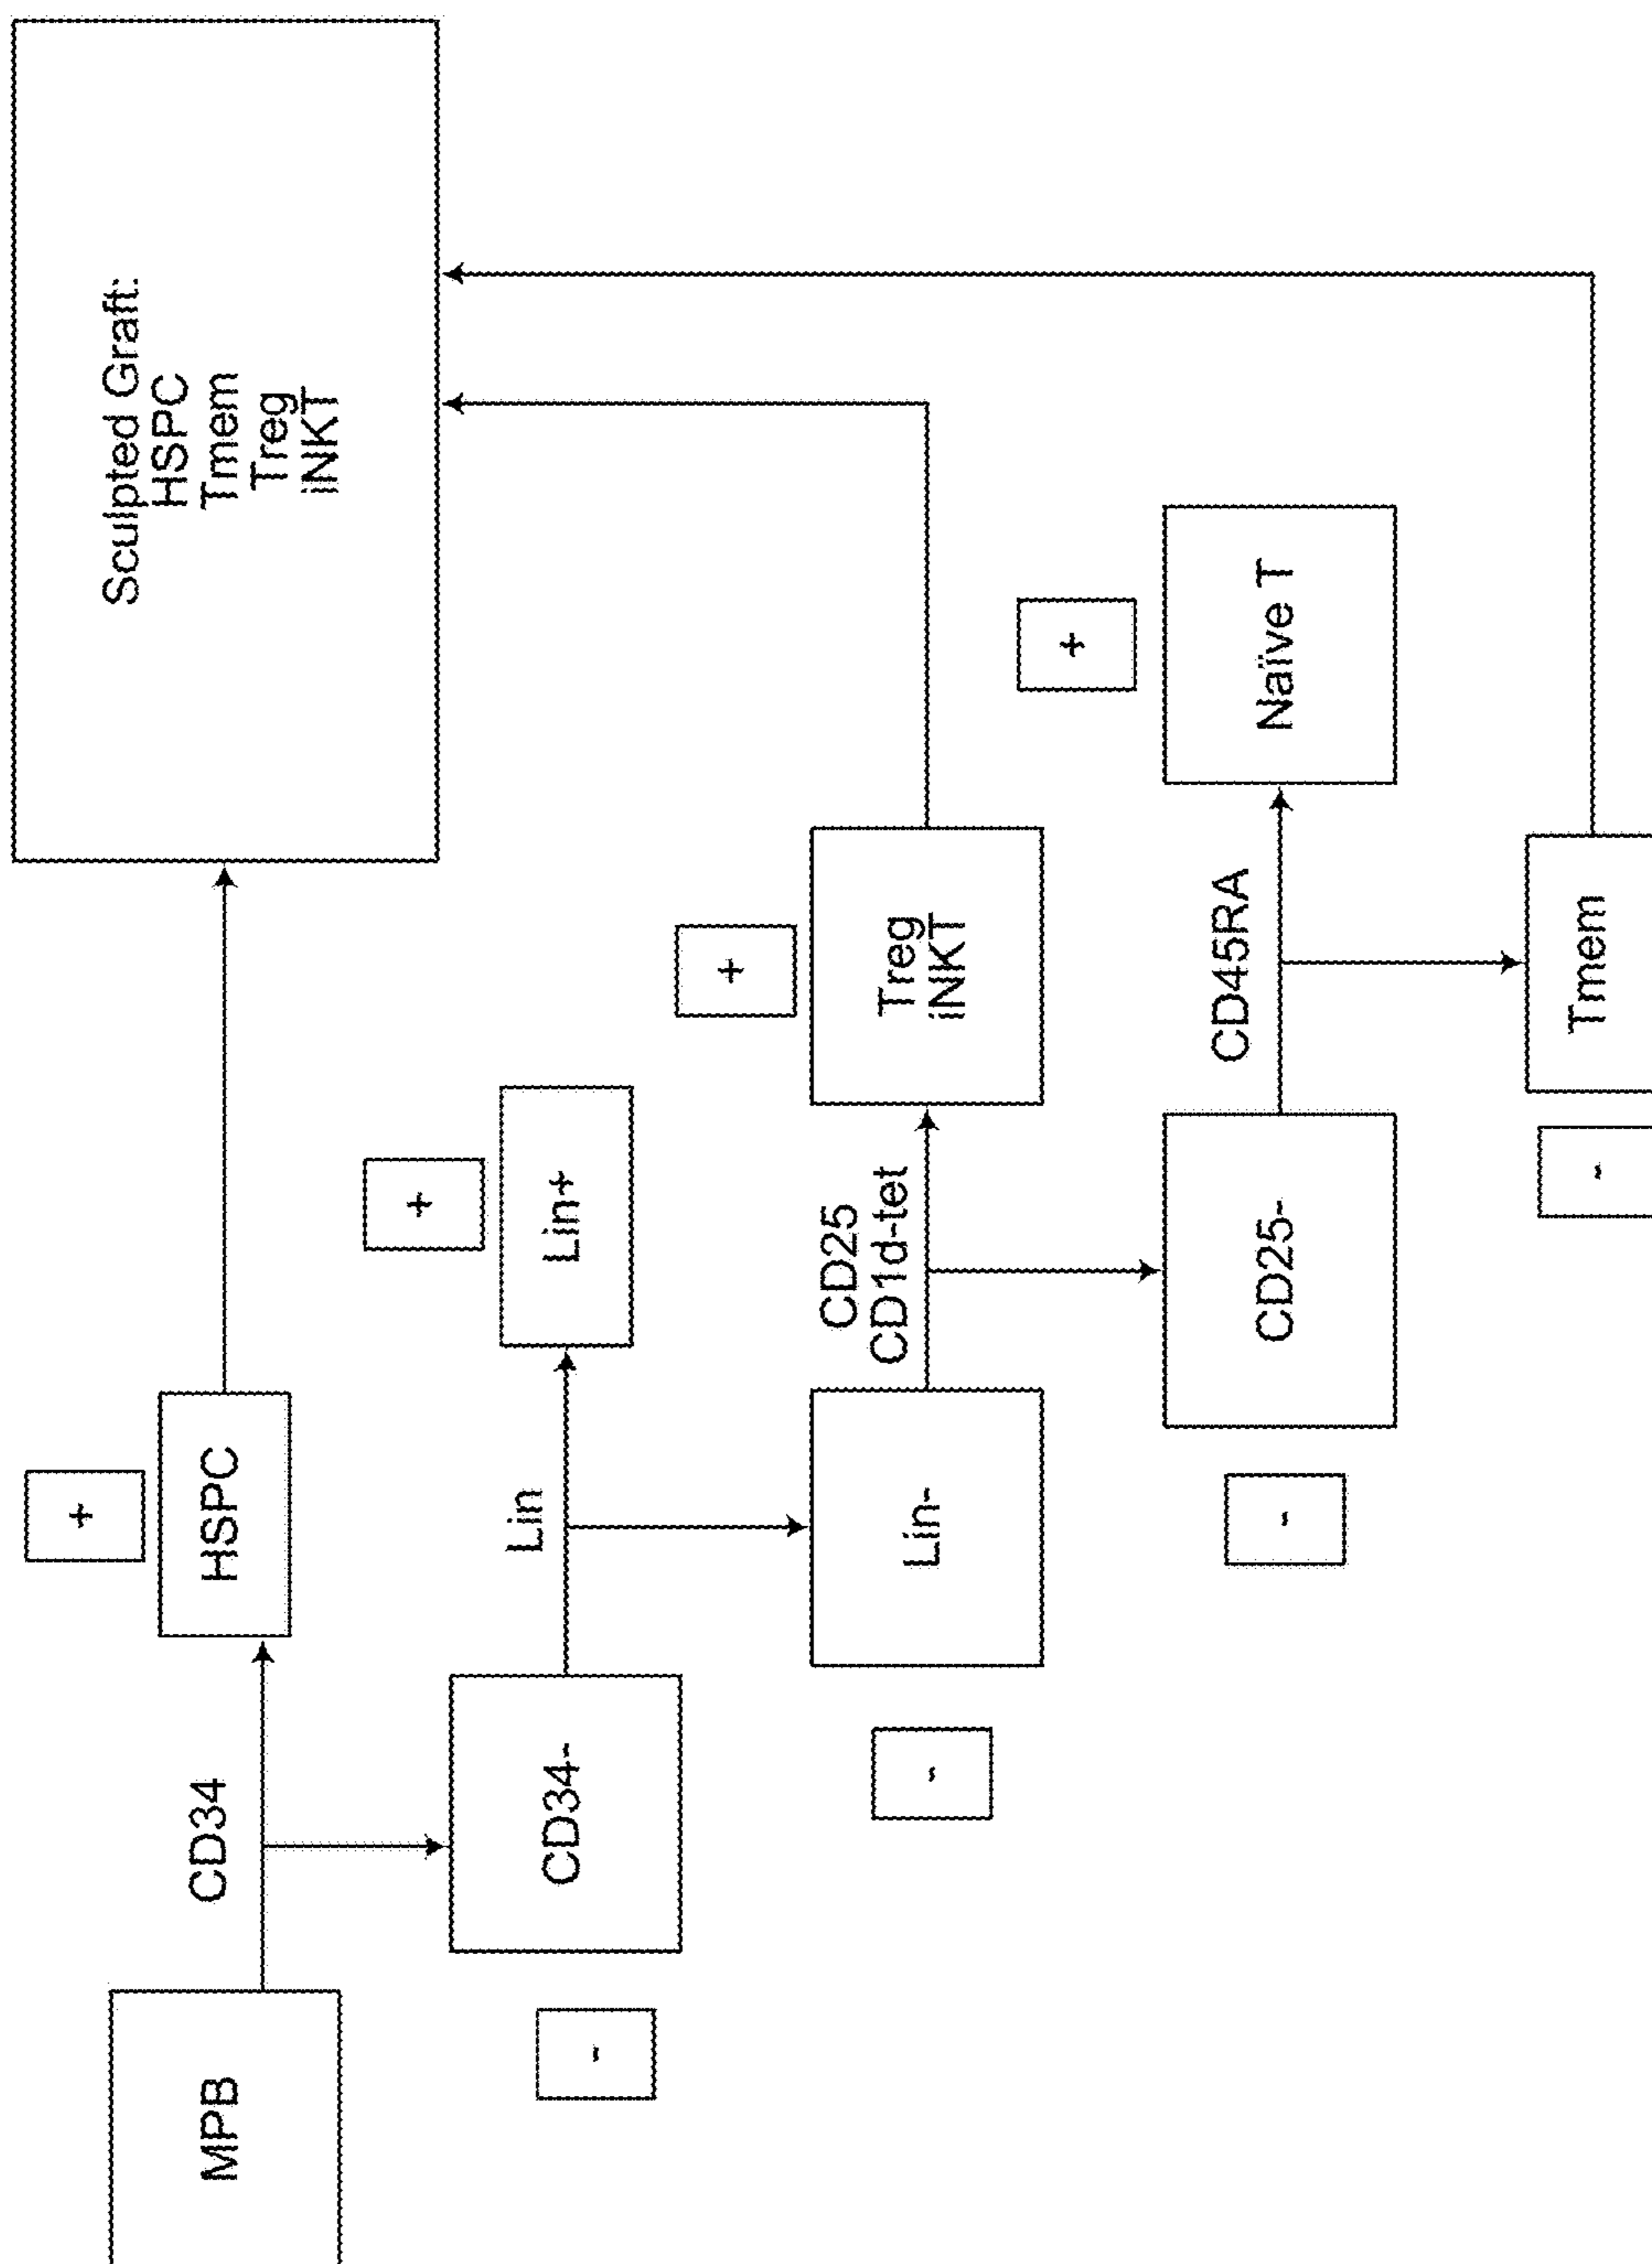 MPB
CD34
+
HSPC
Sculpted Graft:
HSPC
Tmem
Treg
iNKT
-
CD34-
Lin
+
Lin+
-
Lin-
CD25
CD1d-tet
+
Treg
iNKT
-
CD25-
CD45RA
+
Naïve T
-
Tmem